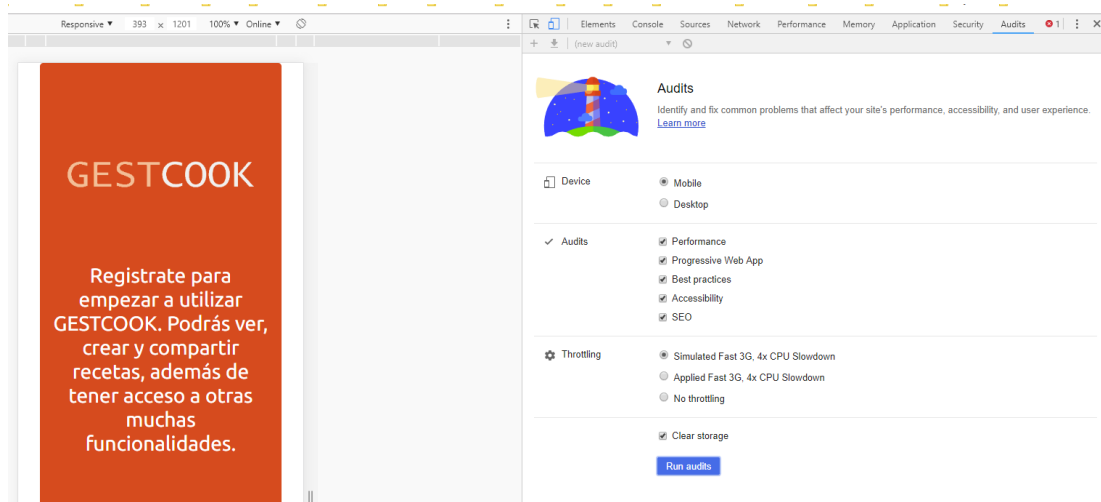 Responsive ▼ 393 x 1201 100% ▼ Online ▼
Elements Console Sources Network Performance Memory Application Security Audits 1
(new audit)
GESTCOOK
Registrate para
empezar a utilizar
GESTCOOK. Podrás ver,
crear y compartir
recetas, además de
tener acceso a otras
muchas
funcionalidades.
Audits
Identify and fix common problems that affect your site's performance, accessibility, and user experience.
Learn more
Device
Mobile
Desktop
Audits
Performance
Progressive Web App
Best practices
Accessibility
SEO
Throttling
Simulated Fast 3G, 4x CPU Slowdown
Applied Fast 3G, 4x CPU Slowdown
No throttling
Clear storage
Run audits